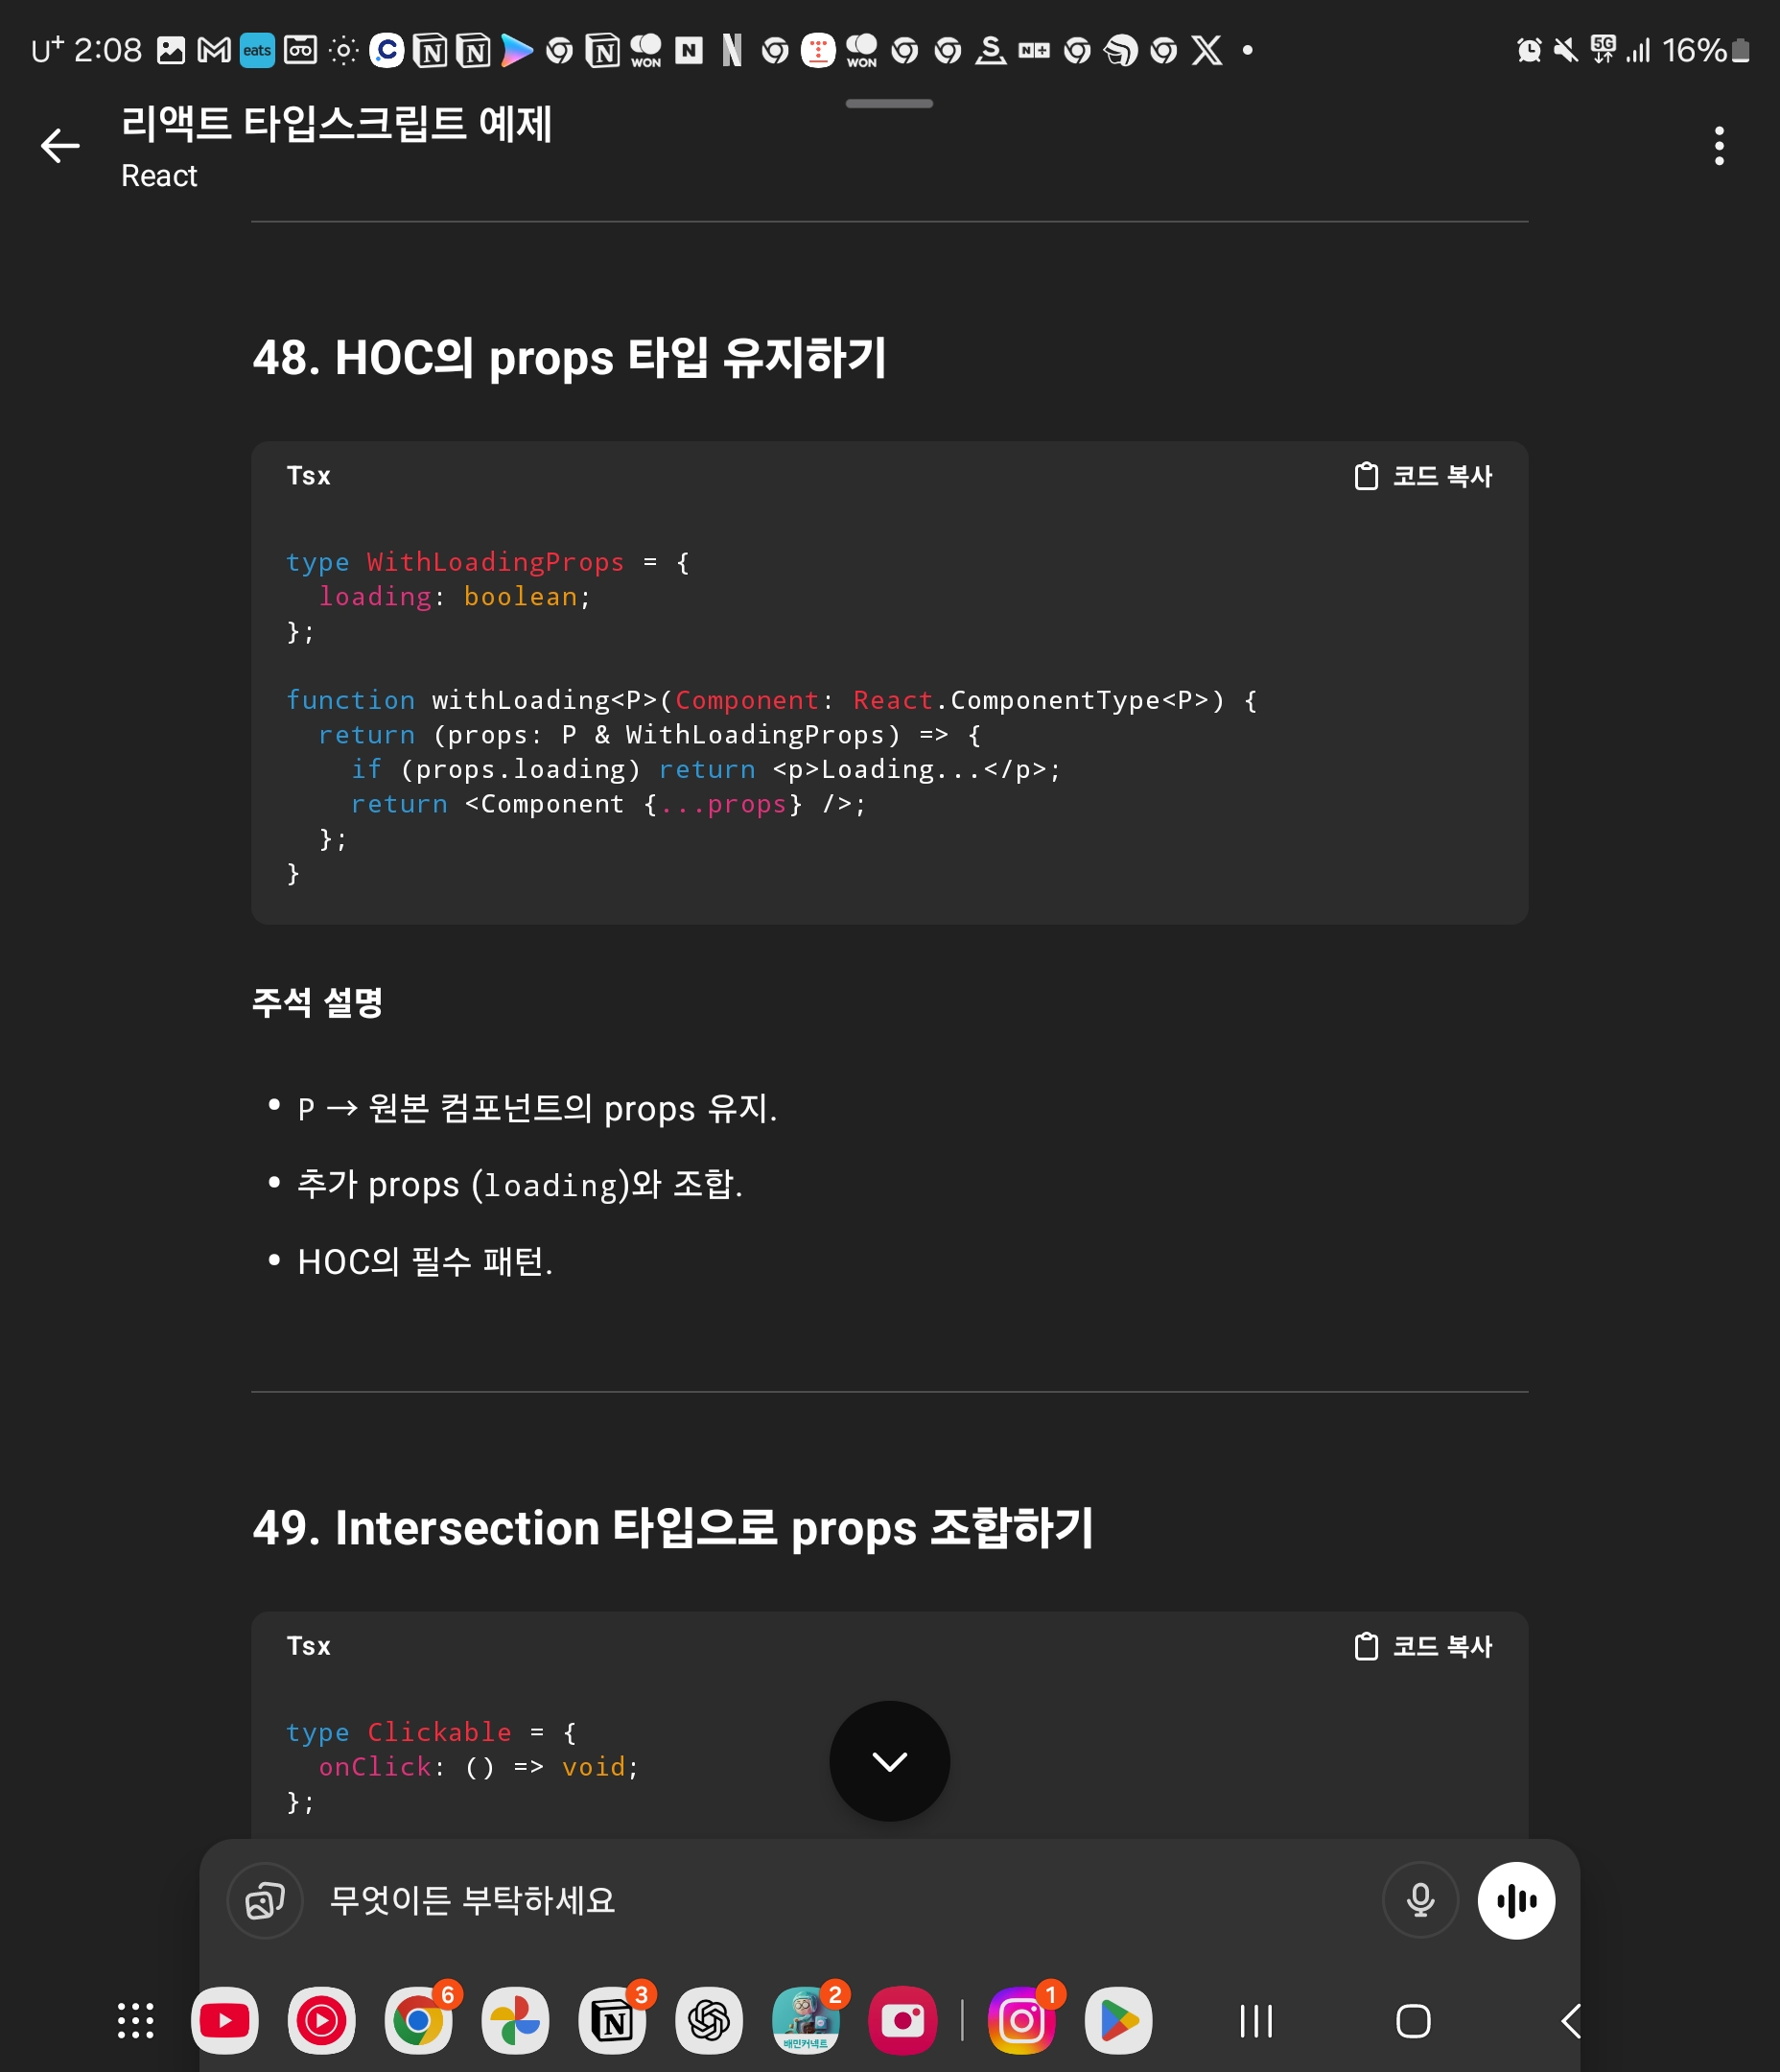 U+ 2:08 eats WON N WON N+ 5G 16%
리액트 타입스크립트 예제
React
48. HOC의 props 타입 유지하기
Tsx 코드 복사
type WithLoadingProps = {
  loading: boolean;
};
function withLoading<P>(Component: React.ComponentType<P>) {
  return (props: P & WithLoadingProps) => {
    if (props.loading) return <p>Loading...</p>;
    return <Component {...props} />;
  };
}
주석 설명
• P → 원본 컴포넌트의 props 유지.
• 추가 props (loading)와 조합.
• HOC의 필수 패턴.
49. Intersection 타입으로 props 조합하기
Tsx 코드 복사
type Clickable = {
  onClick: () => void;
};
무엇이든 부탁하세요
6 3 2 1
배민커넥트